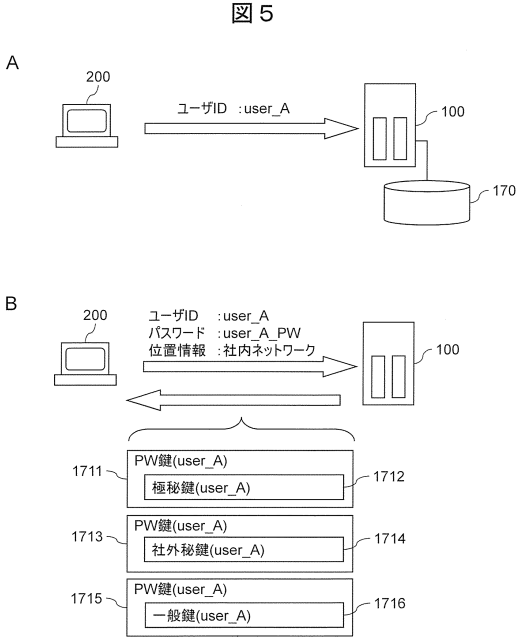 図５
A
200
ユーザID ：user_A
100
170
B
200
ユーザID ：user_A
パスワード ：user_A_PW
位置情報 ：社内ネットワーク
100
PW鍵(user_A)
1711
極秘鍵(user_A)
1712
PW鍵(user_A)
1713
社外秘鍵(user_A)
1714
PW鍵(user_A)
1715
一般鍵(user_A)
1716